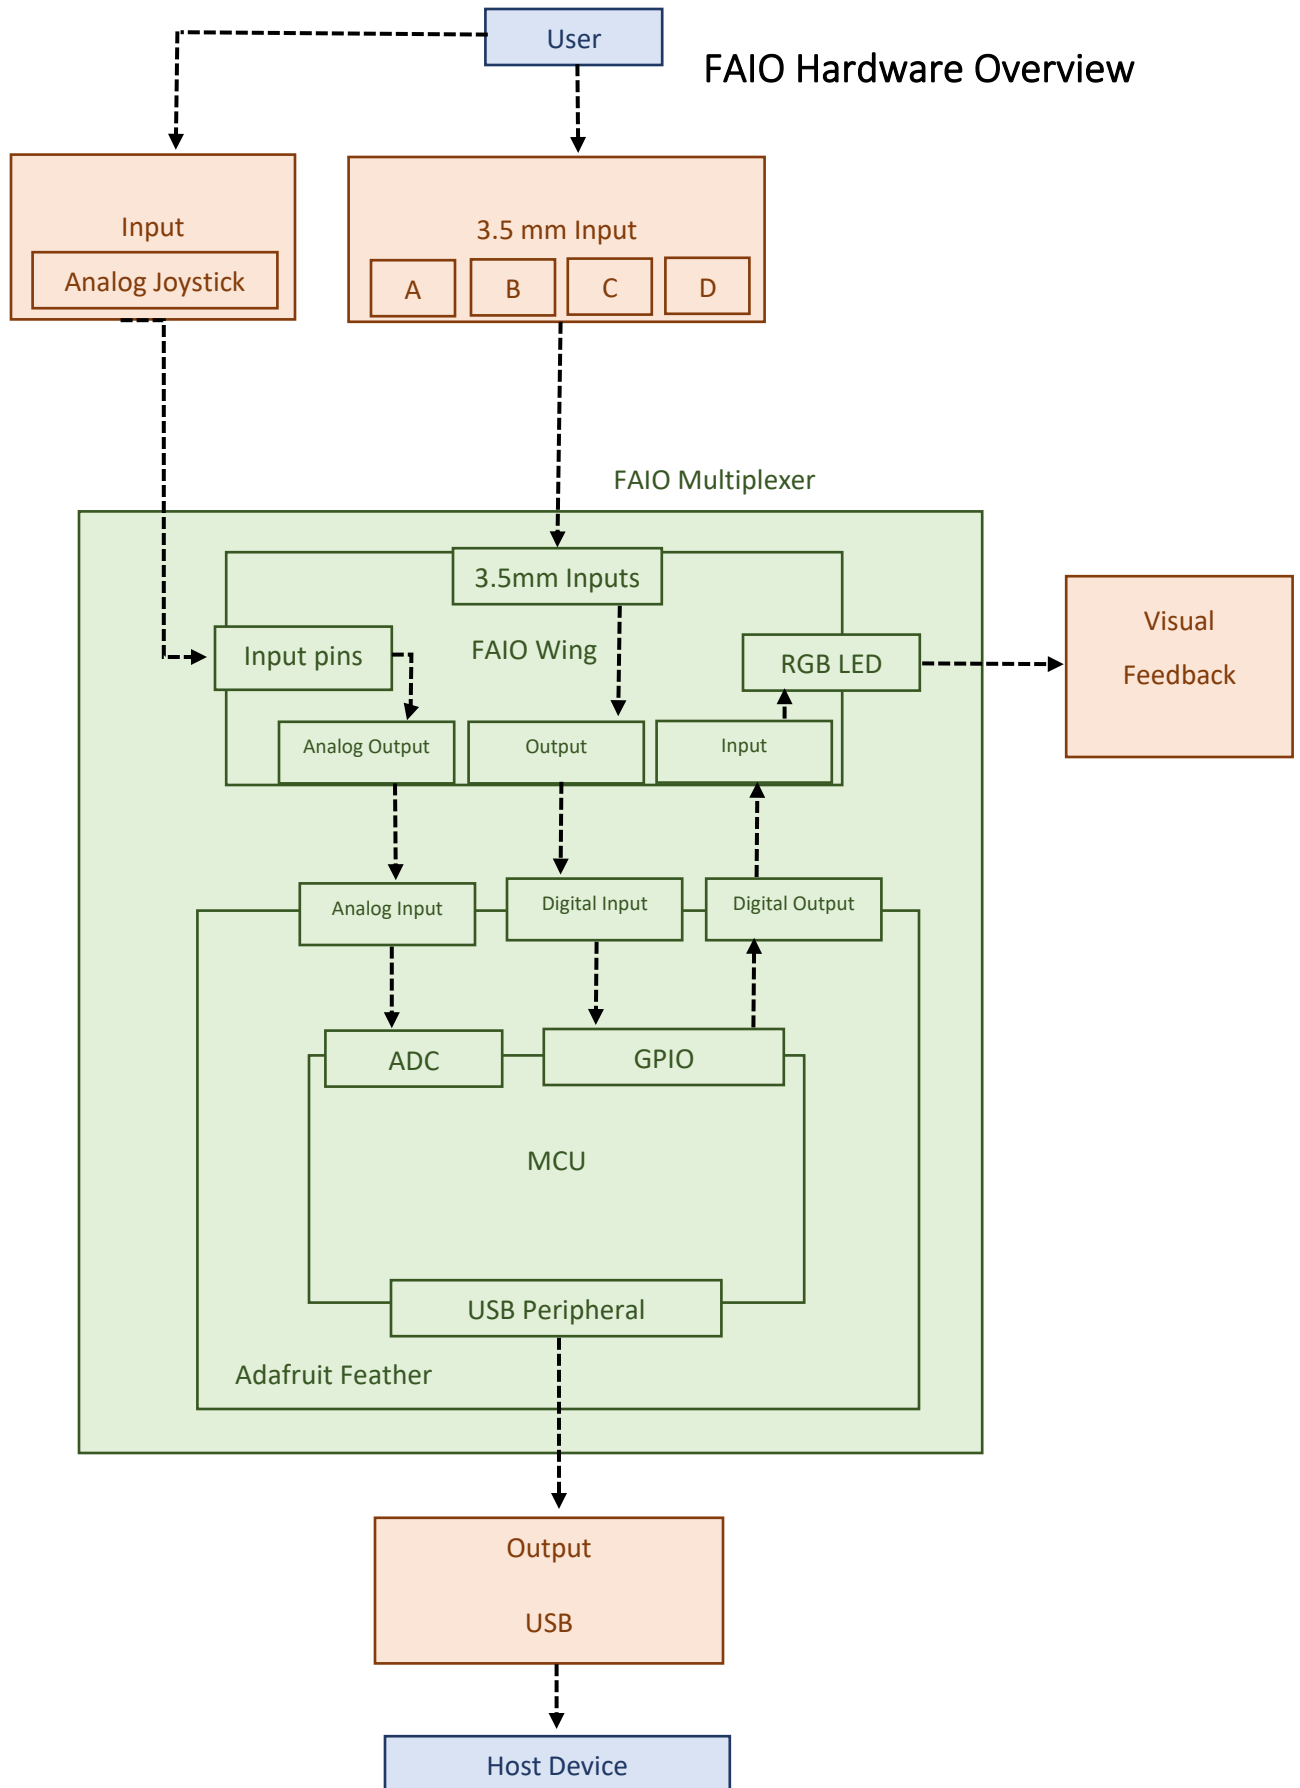 User
FAIO Hardware Overview
Input
Analog Joystick
3.5 mm Input
A
B
C
D
FAIO Multiplexer
3.5mm Inputs
FAIO Wing
Input pins
RGB LED
Analog Output
Output
Input
Visual
Feedback
Analog Input
Digital Input
Digital Output
ADC
GPIO
MCU
USB Peripheral
Adafruit Feather
Output
USB
Host Device